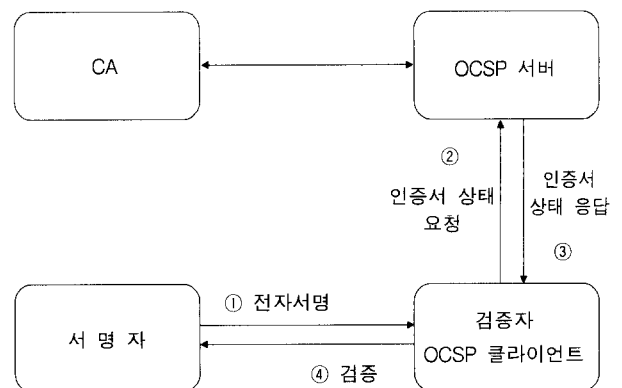 CA
OCSP 서버
②
인증서 상태
요청
인증서
상태 응답
③
① 전자서명
서 명 자
검증자
OCSP 클라이언트
④ 검증